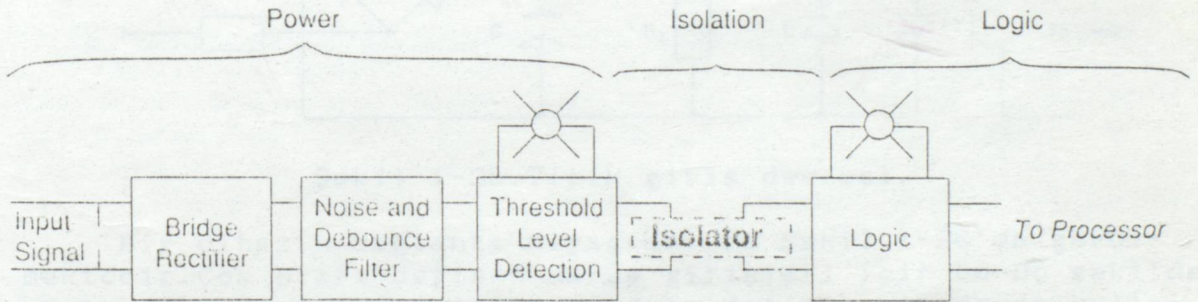 Power
Isolation
Logic
Input
Signal
Bridge
Rectifier
Noise and
Debounce
Filter
Threshold
Level
Detection
Isolator
Logic
To Processor